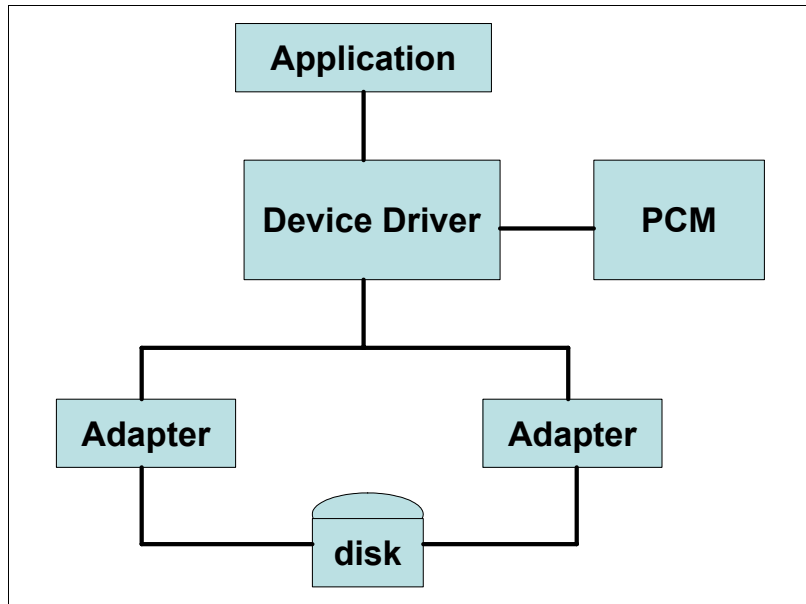 Application
Device Driver
PCM
Adapter
Adapter
disk